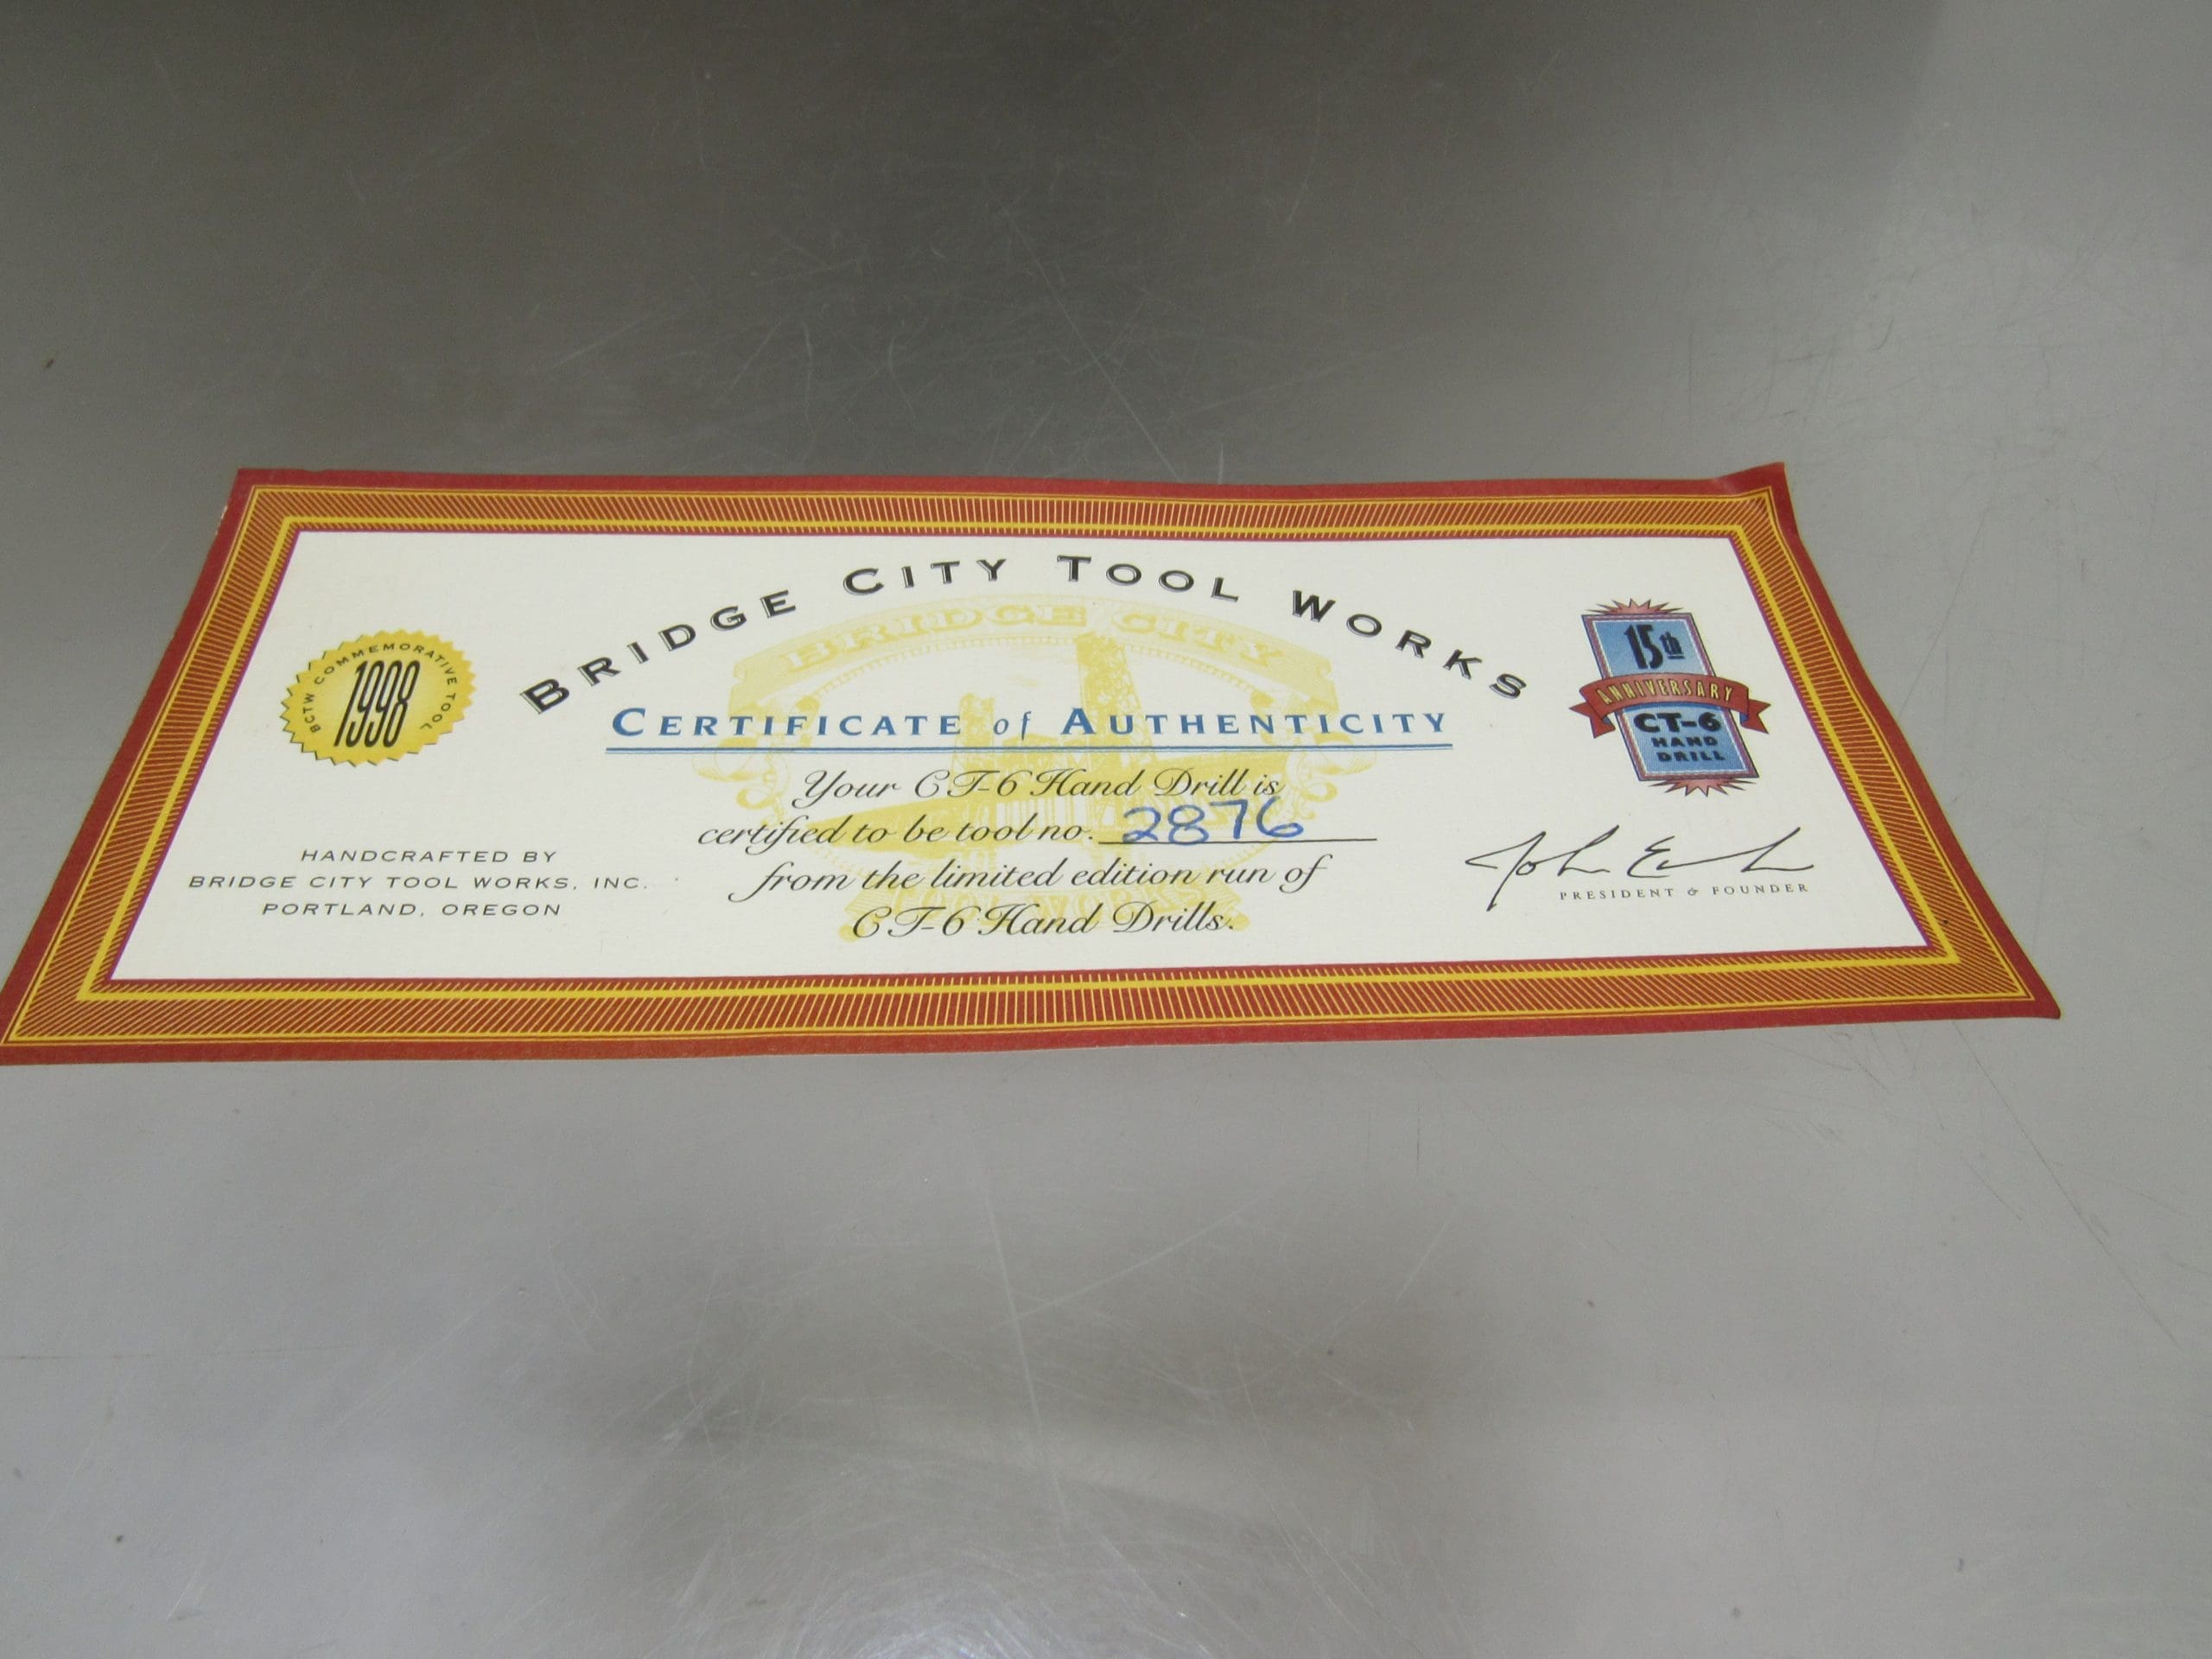 BRIDGE CITY TOOL WORKS
BRIDGE CITY
CERTIFICATE of AUTHENTICITY
BCTW COMMEMORATIVE TOOL
1998
15th
ANNIVERSARY
CT-6
HAND
DRILL
Your CT-6 Hand Drill is
certified to be tool no. 2876
from the limited edition run of
CT-6 Hand Drills.
HANDCRAFTED BY
BRIDGE CITY TOOL WORKS, INC.
PORTLAND, OREGON
PRESIDENT & FOUNDER